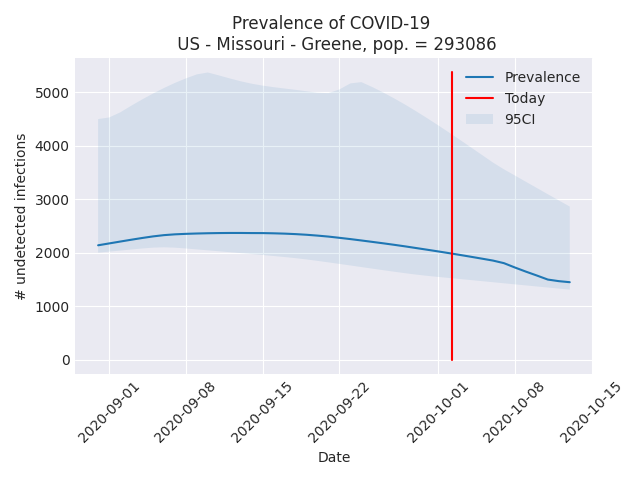 Prevalence of COVID-19
US - Missouri - Greene, pop. = 293086
Prevalence
Today
95CI
# undetected infections
5000
4000
3000
2000
1000
0
2020-09-01
2020-09-08
2020-09-15
2020-09-22
2020-10-01
2020-10-08
2020-10-15
Date